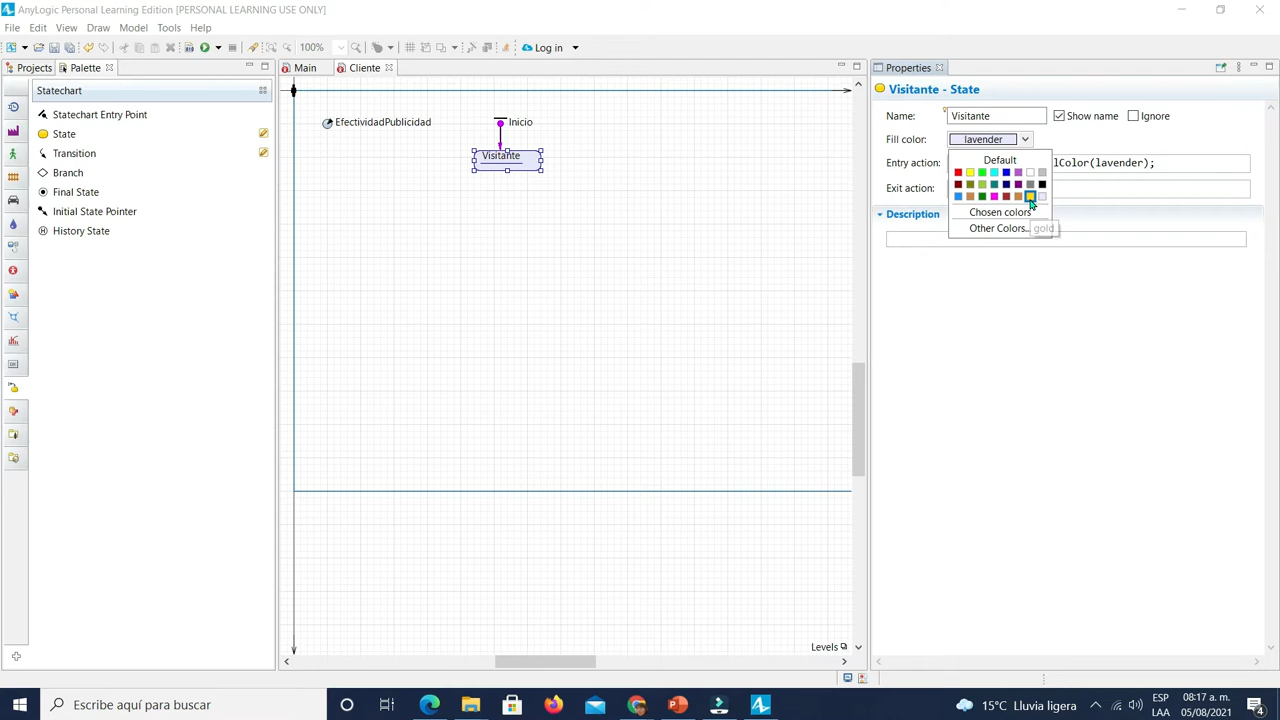 AnyLogic Personal Learning Edition [PERSONAL LEARNING USE ONLY]
File Edit View Draw Model Tools Help
100% Log in
Projects Palette Main Cliente Properties
Statechart
Statechart Entry Point
State
Transition
Branch
Final State
Initial State Pointer
History State
EfectividadPublicidad
Inicio
Visitante
Levels
Visitante - State
Name: Visitante Show name Ignore
Fill color: lavender
Default
Entry action: lColor(lavender);
Exit action:
Description
Chosen colors
Other Colors...
gold
Escribe aquí para buscar
15°C Lluvia ligera
ESP
LAA
08:17 a. m.
05/08/2021
4